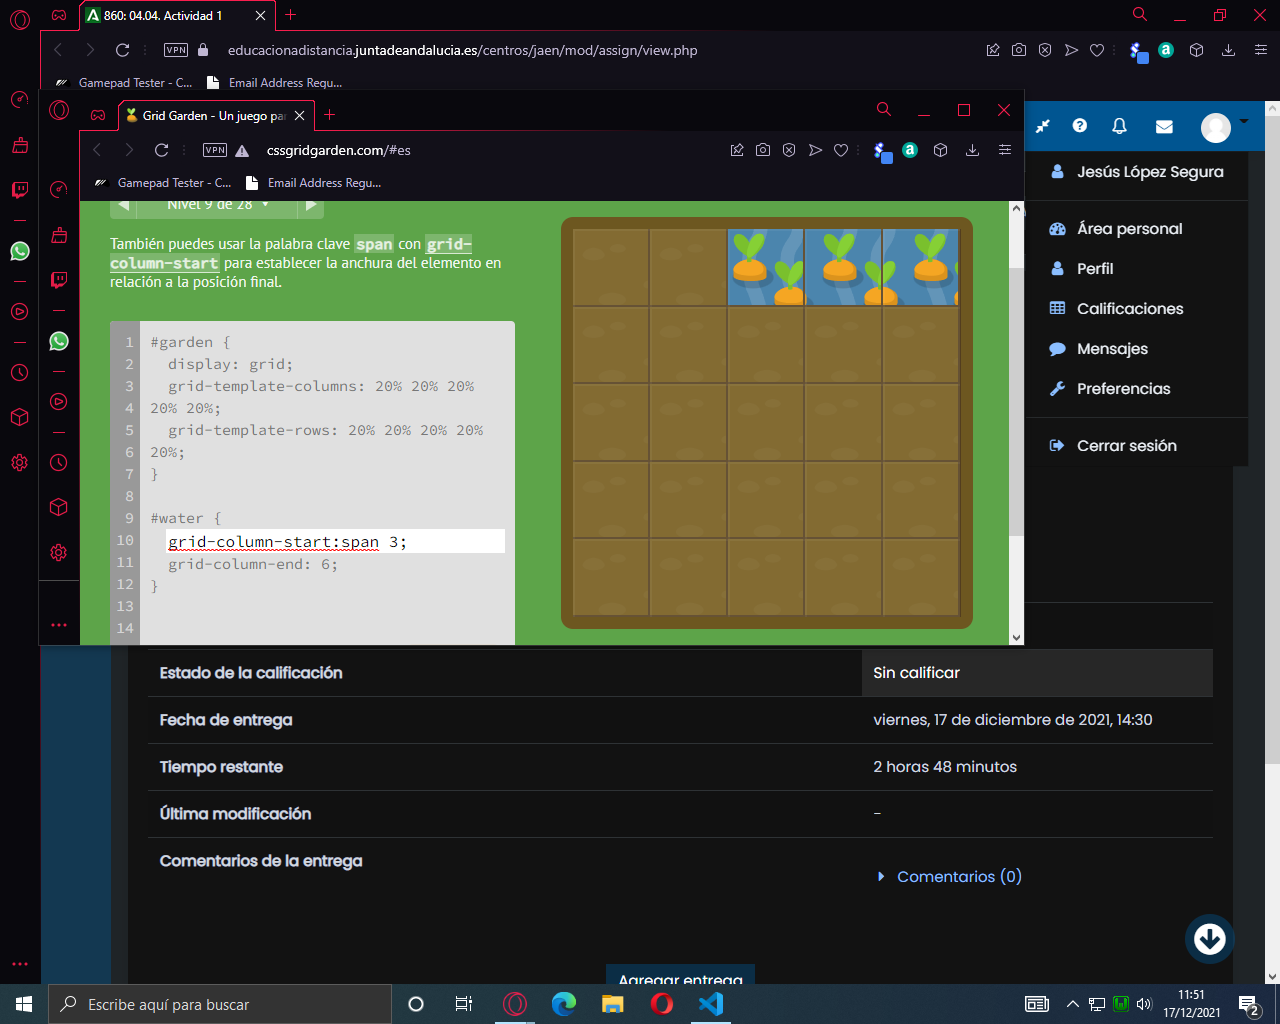 860: 04.04. Actividad 1
VPN
educacionadistancia.juntadeandalucia.es/centros/jaen/mod/assign/view.php
Gamepad Tester - C...
Email Address Regu...
Grid Garden - Un juego par
VPN
cssgridgarden.com/#es
Gamepad Tester - C...
Email Address Regu...
Nivel 9 de 28
También puedes usar la palabra clave span con grid-
column-start para establecer la anchura del elemento en
relación a la posición final.
1 #garden {
2 display: grid;
3 grid-template-columns: 20% 20% 20%
4 20% 20%;
5 grid-template-rows: 20% 20% 20% 20%
6 20%;
7 }
8
9 #water {
10 grid-column-start:span 3;
11 grid-column-end: 6;
12 }
13
14
Jesús López Segura
Área personal
Perfil
Calificaciones
Mensajes
Preferencias
Cerrar sesión
Estado de la calificación Sin calificar
Fecha de entrega viernes, 17 de diciembre de 2021, 14:30
Tiempo restante 2 horas 48 minutos
Última modificación -
Comentarios de la entrega
Comentarios (0)
Agregar entrega
Escribe aquí para buscar
11:51
17/12/2021
2